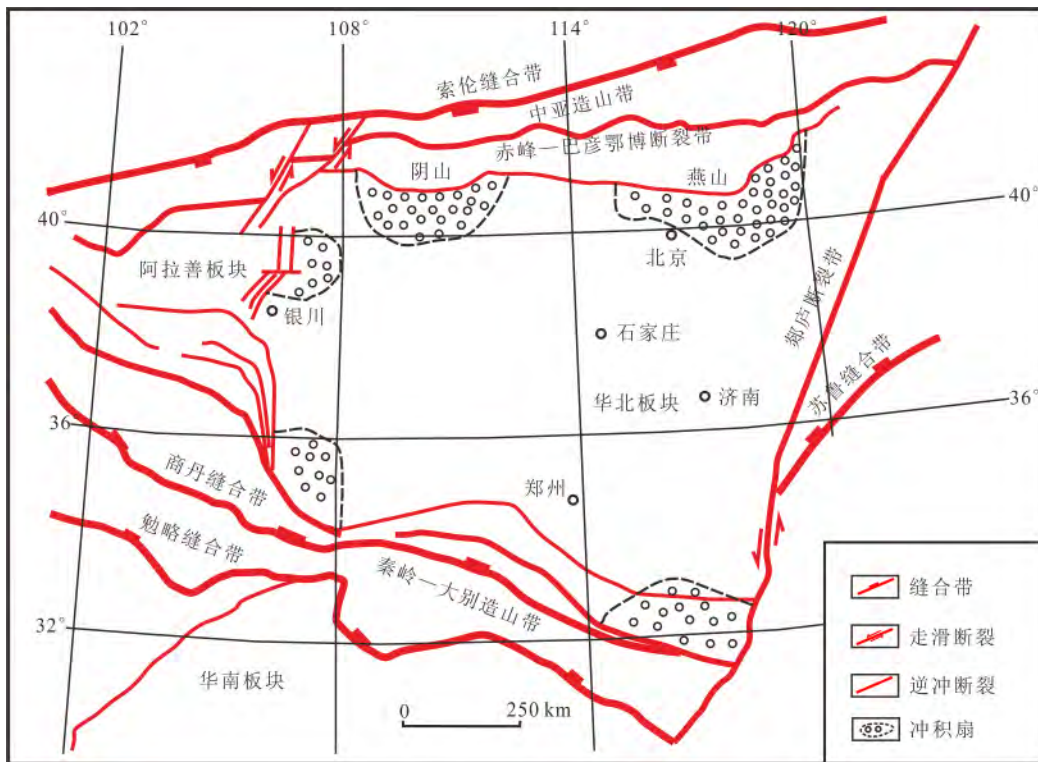 102°
108°
114°
120°
索伦缝合带
中亚造山带
赤峰—巴彦鄂博断裂带
阴山
燕山
40°
40°
北京
阿拉善板块
银川
石家庄
郯庐断裂带
苏鲁缝合带
华北板块
济南
36
36°
商丹缝合带
郑州
勉略缝合带
秦岭—大别造山带
32°
华南板块
0
250 km
缝合带
走滑断裂
逆冲断裂
冲积扇